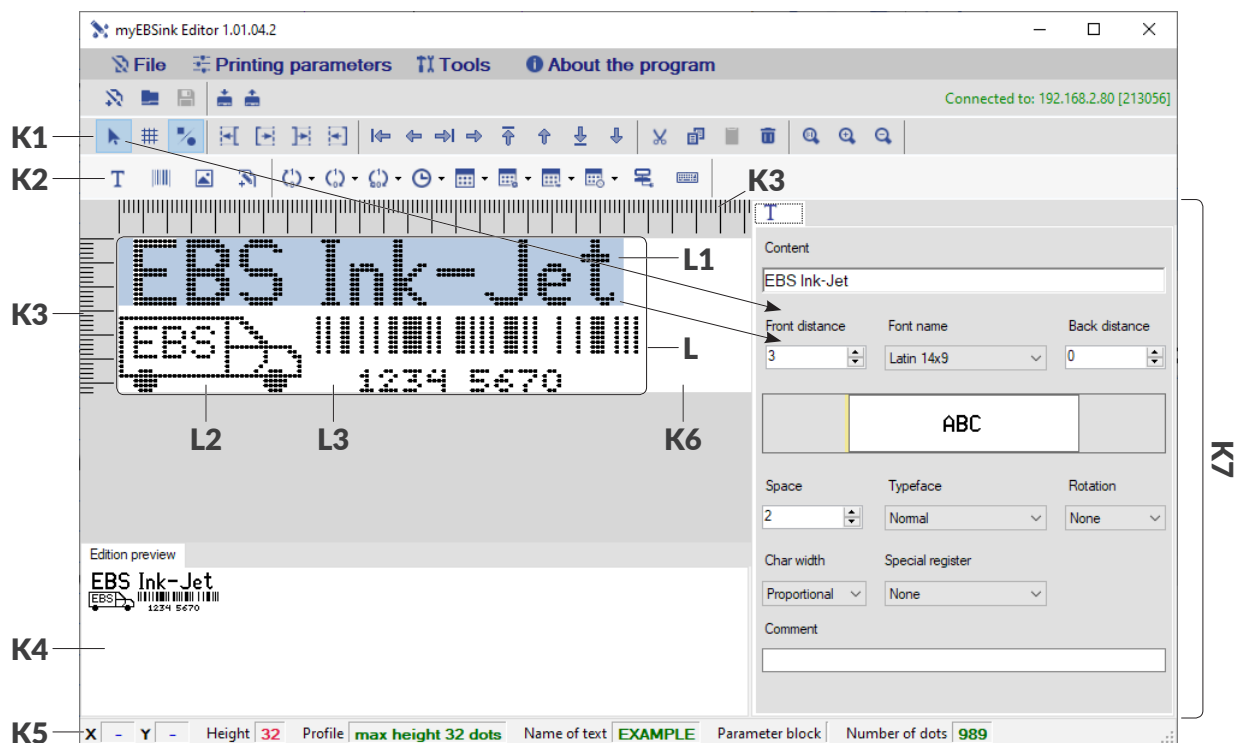 myEBSink Editor 1.01.04.2
File Printing parameters Tools About the program
Connected to: 192.168.2.80 [213056]
K1
K2
T
K3
T
Content
EBS Ink-Jet
L1
EBS Ink-Jet
K3
Front distance Font name Back distance
3 Latin 14x9 0
EBS
L
1234 5670
ABC
L2 L3 K6
K7
Space Typeface Rotation
2 Normal None
Edition preview
EBS Ink-Jet
EBS
1234 5670
Char width Special register
Proportional None
Comment
K4
K5
X - Y - Height 32 Profile max height 32 dots Name of text EXAMPLE Parameter block Number of dots 989